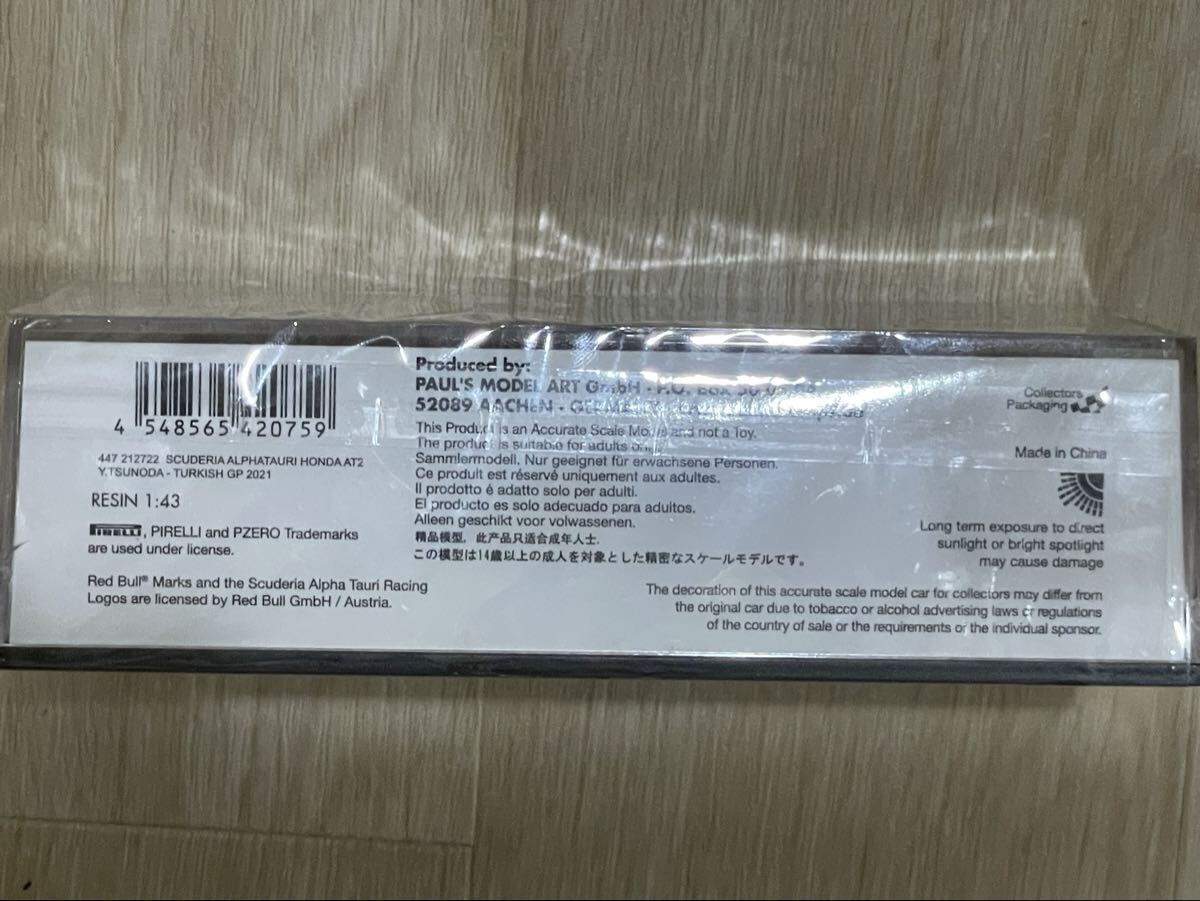 4 548565 420759
447 212722 SCUDERIA ALPHATAURI HONDA AT2
Y.TSUNODA - TURKISH GP 2021
RESIN 1:43
PIRELLI, PIRELLI and PZERO Trademarks
are used under license.
Red Bull® Marks and the Scuderia Alpha Tauri Racing
Logos are licensed by Red Bull GmbH / Austria.
Produced by:
PAUL'S MODEL ART GmbH - P.O. Box
52089 AACHEN -
This Product is an Accurate Scale Model and not a Toy.
The product is suitable for adults only.
Sammlermodell. Nur geeignet für erwachsene Personen.
Ce produit est réservé uniquement aux adultes.
Il prodotto é adatto solo per adulti.
El producto es solo adecuado para adultos.
Alleen geschikt voor volwassenen.
精品模型，此产品只适合成年人士.
この模型は14歳以上の成人を対象とした精密なスケールモデルです。
Collectors
Packaging
Made in China
Long term exposure to direct
sunlight or bright spotlight
may cause damage
The decoration of this accurate scale model car for collectors may differ from
the original car due to tobacco or alcohol advertising laws or regulations
of the country of sale or the requirements of the individual sponsor.